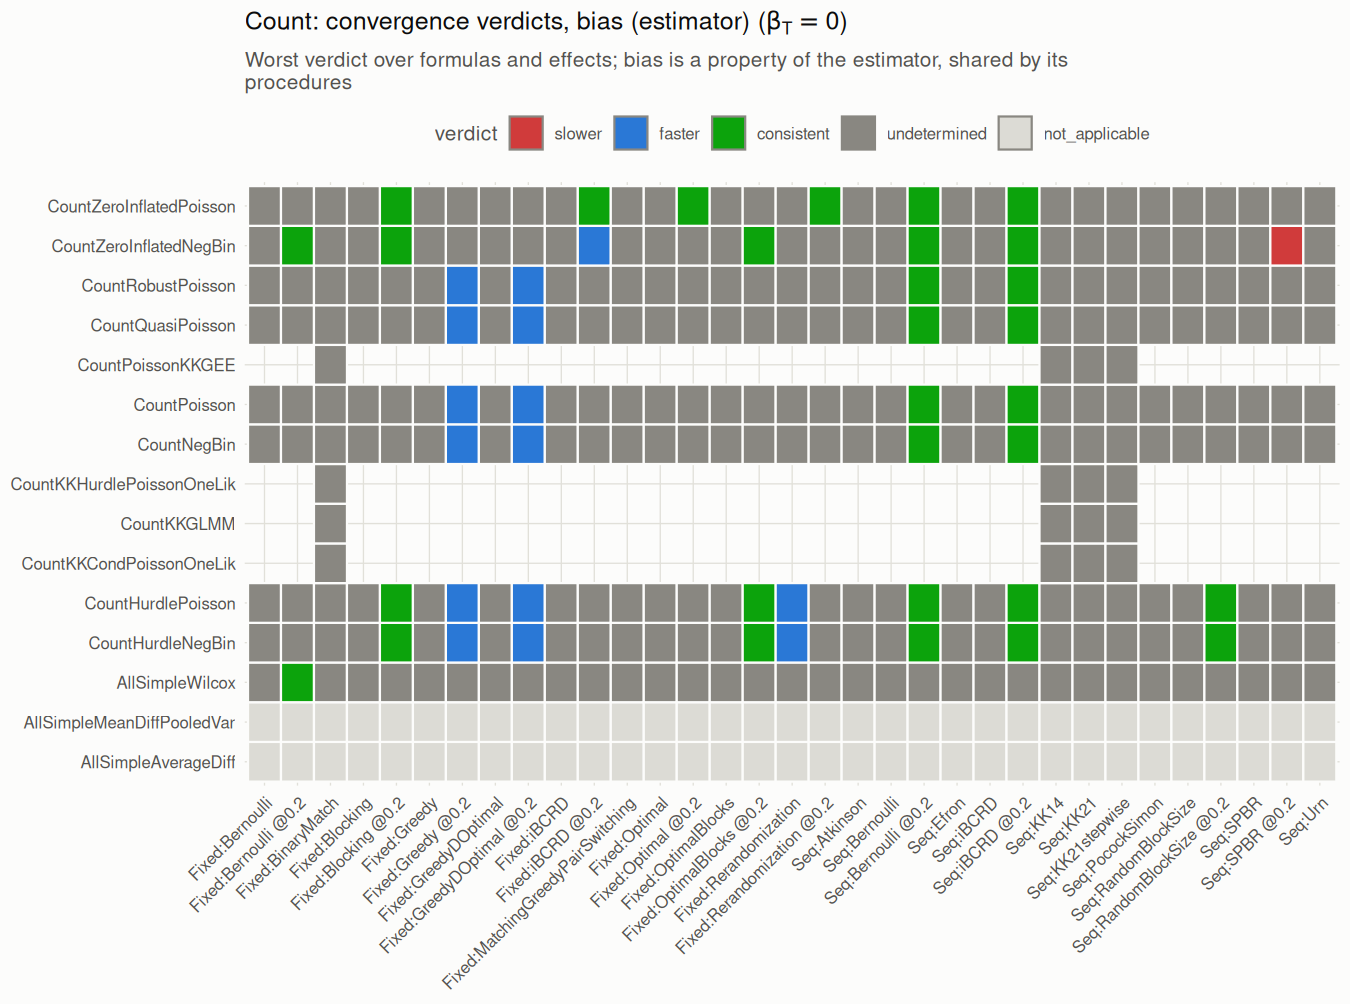 Count: convergence verdicts, bias (estimator) (βT = 0)
Worst verdict over formulas and effects; bias is a property of the estimator, shared by its
procedures
verdict slower faster consistent undetermined not_applicable
CountZeroInflatedPoisson
CountZeroInflatedNegBin
CountRobustPoisson
CountQuasiPoisson
CountPoissonKKGEE
CountPoisson
CountNegBin
CountKKHurdlePoissonOneLik
CountKKGLMM
CountKKCondPoissonOneLik
CountHurdlePoisson
CountHurdleNegBin
AllSimpleWilcox
AllSimpleMeanDiffPooledVar
AllSimpleAverageDiff
Fixed:Bernoulli
Fixed:Bernoulli @0.2
Fixed:BinaryMatch
Fixed:Blocking
Fixed:Blocking @0.2
Fixed:Greedy
Fixed:Greedy @0.2
Fixed:GreedyDOptimal
Fixed:GreedyDOptimal @0.2
Fixed:iBCRD
Fixed:iBCRD @0.2
Fixed:MatchingGreedyPairSwitching
Fixed:Optimal
Fixed:Optimal @0.2
Fixed:OptimalBlocks
Fixed:OptimalBlocks @0.2
Fixed:Rerandomization
Fixed:Rerandomization @0.2
Seq:Atkinson
Seq:Bernoulli
Seq:Bernoulli @0.2
Seq:Efron
Seq:iBCRD
Seq:iBCRD @0.2
Seq:KK14
Seq:KK21
Seq:KK21stepwise
Seq:PocockSimon
Seq:RandomBlockSize
Seq:RandomBlockSize @0.2
Seq:SPBR
Seq:SPBR @0.2
Seq:Urn